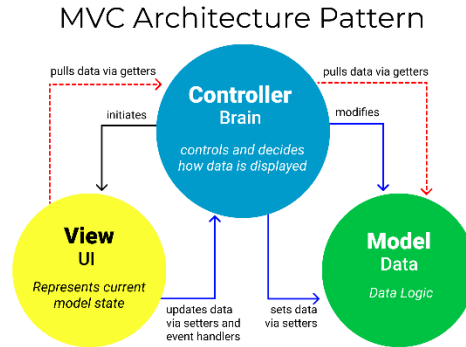 MVC Architecture Pattern
pulls data via getters
pulls data via getters
Controller
Brain
controls and decides
how data is displayed
initiates
modifies
View
UI
Represents current
model state
Model
Data
Data Logic
updates data
via setters and
event handlers
sets data
via setters